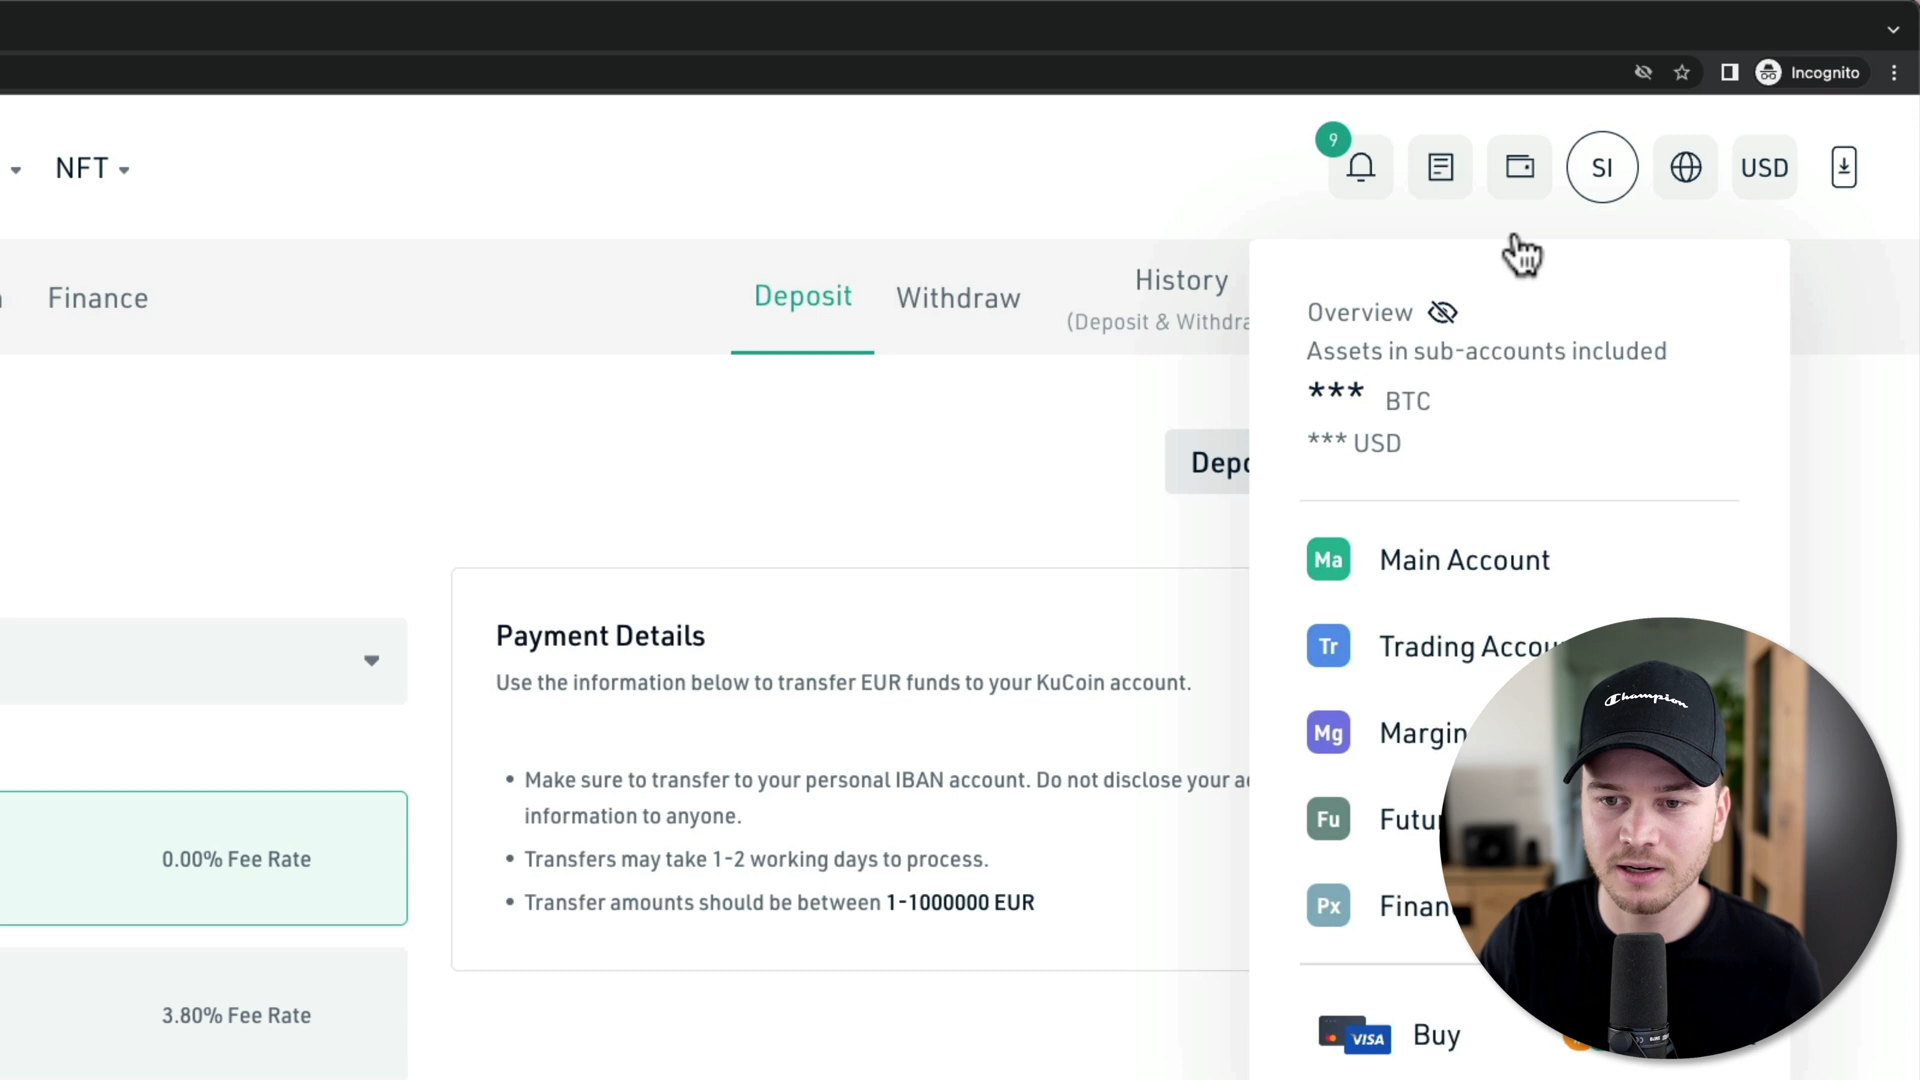 Incognito
NFT
9
SI
USD
Finance
Deposit
Withdraw
History
(Deposit & Withdra
Overview
Assets in sub-accounts included
*** BTC
*** USD
Depo
Ma Main Account
Payment Details
Tr Trading Accou
Use the information below to transfer EUR funds to your KuCoin account.
Mg Margin
• Make sure to transfer to your personal IBAN account. Do not disclose your ac
information to anyone.
Fu Futu
0.00% Fee Rate
• Transfers may take 1-2 working days to process.
• Transfer amounts should be between 1-1000000 EUR
Px Finan
3.80% Fee Rate
VISA Buy
Champion